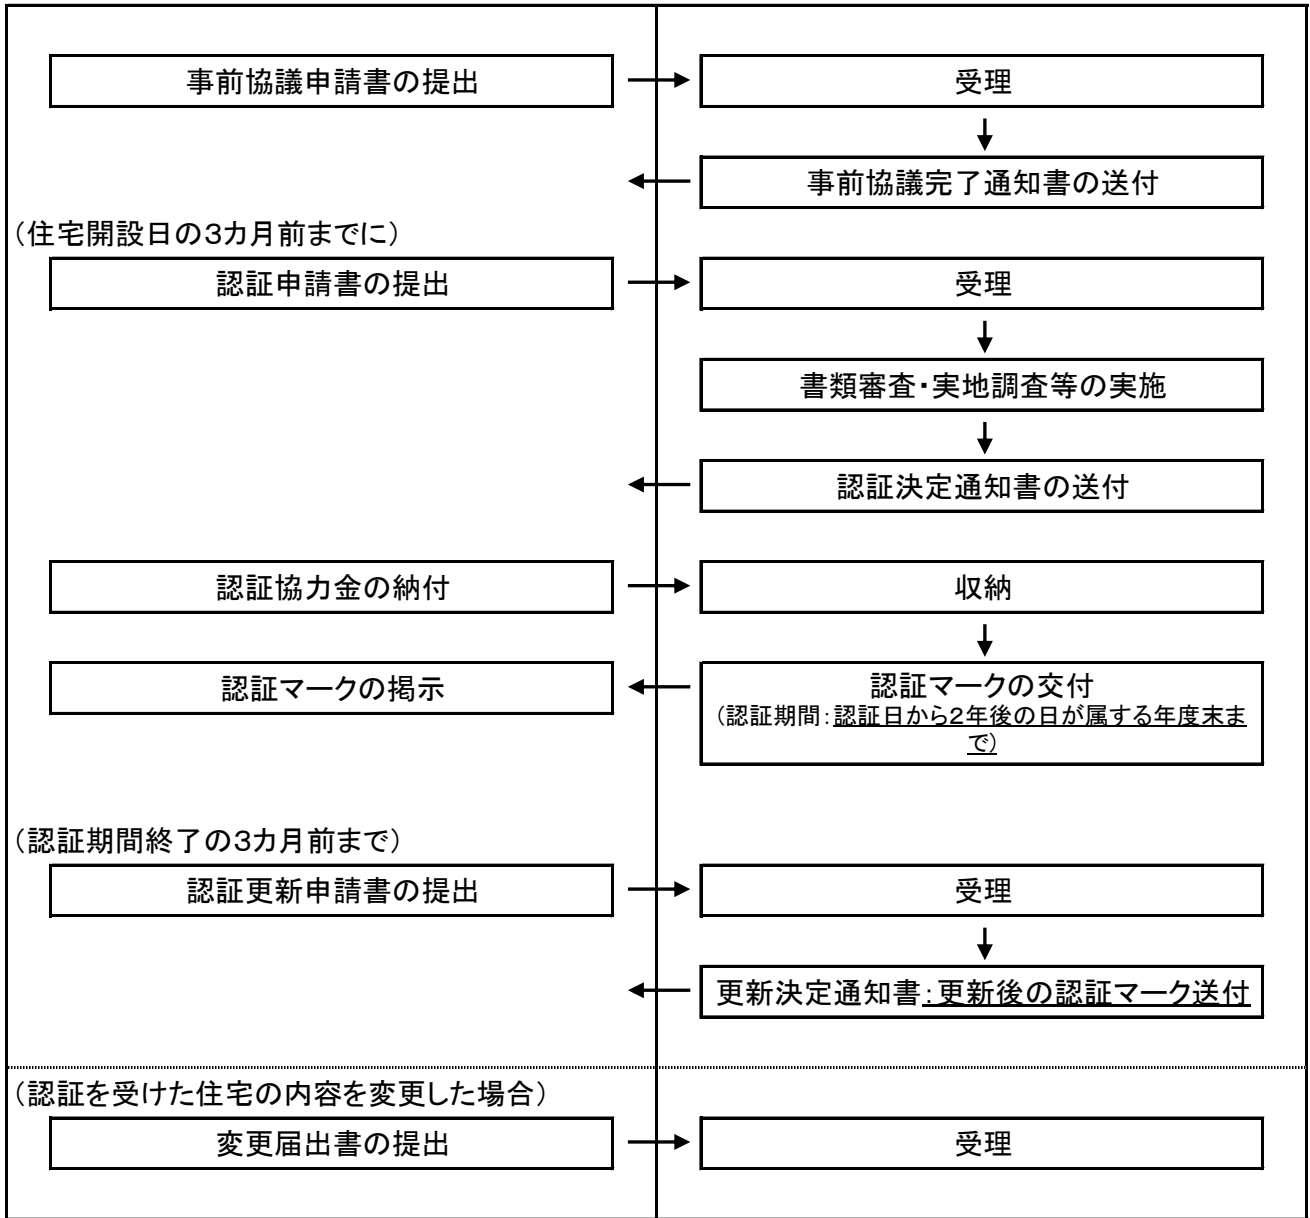 事前協議申請書の提出
受理
事前協議完了通知書の送付
（住宅開設日の３カ月前までに）
認証申請書の提出
受理
書類審査・実地調査等の実施
認証決定通知書の送付
認証協力金の納付
収納
認証マークの掲示
認証マークの交付
（認証期間：認証日から２年後の日が属する年度末ま
で）
（認証期間終了の３カ月前まで）
認証更新申請書の提出
受理
更新決定通知書：更新後の認証マーク送付
（認証を受けた住宅の内容を変更した場合）
変更届出書の提出
受理